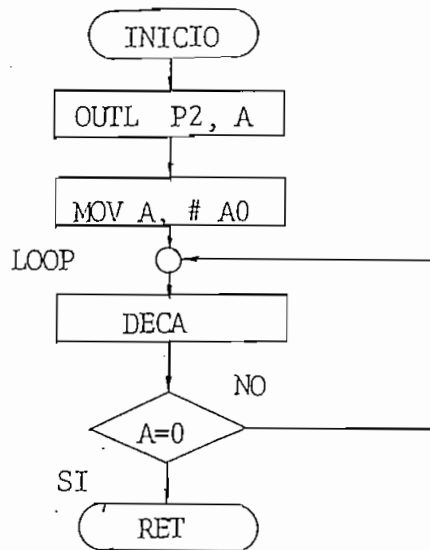 INICIO
OUTL P2, A
MOV A, # A0
LOOP
DECA
NO
A=0
SI
RET